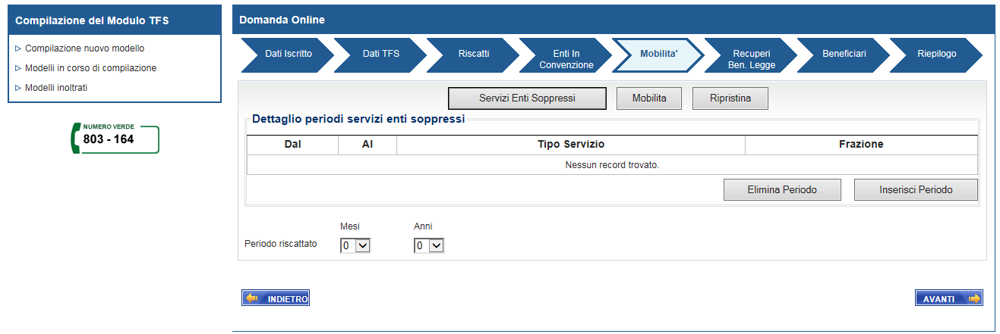 Compilazione del Modulo TFS
Compilazione nuovo modello
Modelli in corso di compilazione
Modelli inoltrati
NUMERO VERDE
803 - 164
Domanda Online
Dati Iscritto
Dati TFS
Riscatti
Enti In
Convenzione
Mobilita'
Recuperi
Ben. Legge
Beneficiari
Riepilogo
Servizi Enti Soppressi
Mobilita
Ripristina
Dettaglio periodi servizi enti soppressi
Dal
Al
Tipo Servizio
Frazione
Nessun record trovato.
Elimina Periodo
Inserisci Periodo
Mesi
Anni
Periodo riscattato
0
0
INDIETRO
AVANTI